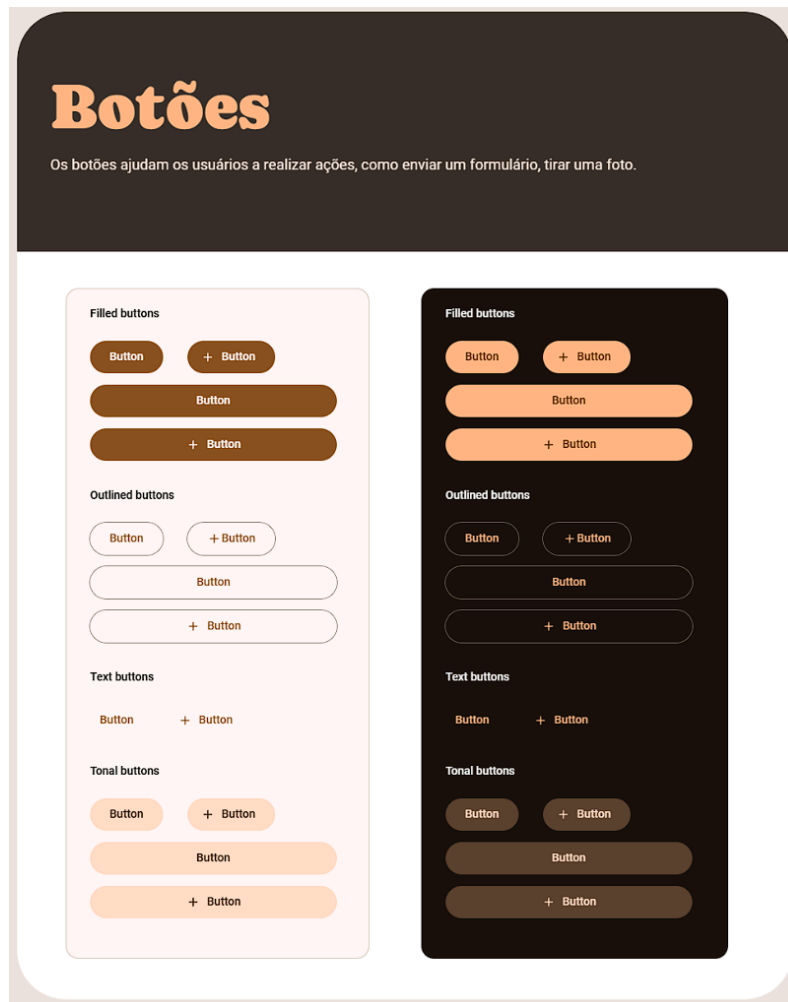 Botões
Os botões ajudam os usuários a realizar ações, como enviar um formulário, tirar uma foto.
Filled buttons
Button
+ Button
Button
+ Button
Outlined buttons
Button
+ Button
Button
+ Button
Text buttons
Button
+ Button
Tonal buttons
Button
+ Button
Button
+ Button
Filled buttons
Button
+ Button
Button
+ Button
Outlined buttons
Button
+ Button
Button
+ Button
Text buttons
Button
+ Button
Tonal buttons
Button
+ Button
Button
+ Button